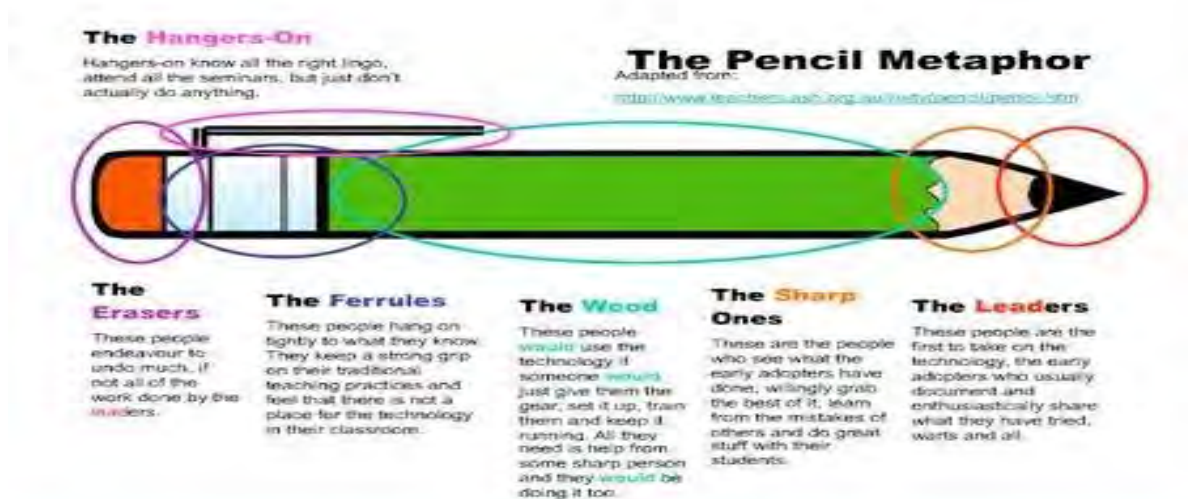 The Hangers-On
Hangers-on know all the right lingo,
attend all the seminars, but just don't
actually do anything.
The Pencil Metaphor
Adapted from:
The
Erasers
These people
endeavour to
undo much, if
not all of the
work done by the
leaders.
The Ferrules
These people hang on
tightly to what they know.
They keep a strong grip
on their traditional
teaching practices and
feel that there is not a
place for the technology
in their classroom.
The Wood
These people
would use the
technology if
someone would
just give them the
gear, set it up, train
them and keep it
running. All they
need is help from
some sharp person
and they would be
doing it too.
The Sharp
Ones
These are the people
who see what the
early adopters have
done, willingly grab
the best of it, learn
from the mistakes of
others and do great
stuff with their
students.
The Leaders
These people are the
first to take on the
technology, the early
adopters who usually
document and
enthusiastically share
what they have tried,
warts and all.